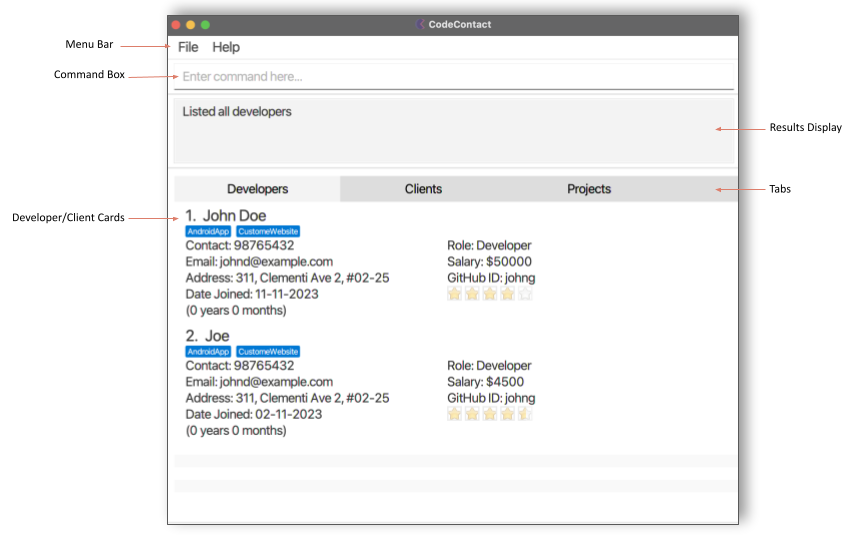 CodeContact
Menu Bar
File Help
Command Box
Enter command here...
Listed all developers
Results Display
Developers Clients Projects
Tabs
Developer/Client Cards
1. John Doe
AndroidApp CustomeWebsite
Contact: 98765432
Role: Developer
Email: johnd@example.com
Salary: $50000
Address: 311, Clementi Ave 2, #02-25
GitHub ID: johng
Date Joined: 11-11-2023
(0 years 0 months)
2. Joe
AndroidApp CustomeWebsite
Contact: 98765432
Role: Developer
Email: johnd@example.com
Salary: $4500
Address: 311, Clementi Ave 2, #02-25
GitHub ID: johng
Date Joined: 02-11-2023
(0 years 0 months)